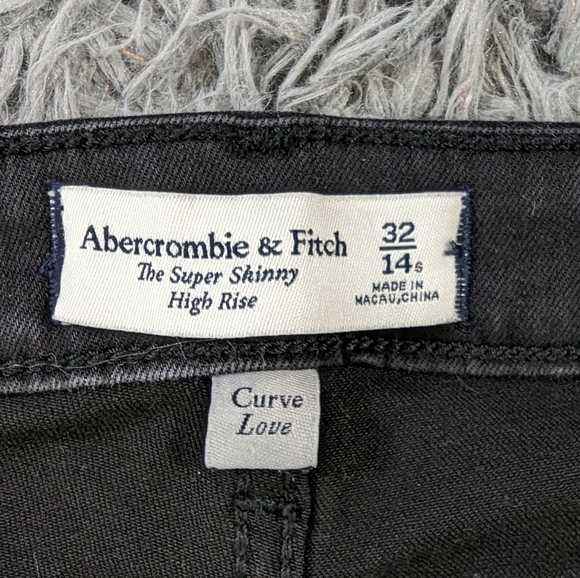 Abercrombie & Fitch
The Super Skinny
High Rise
32
14s
MADE IN
MACAU,CHINA
Curve
Love